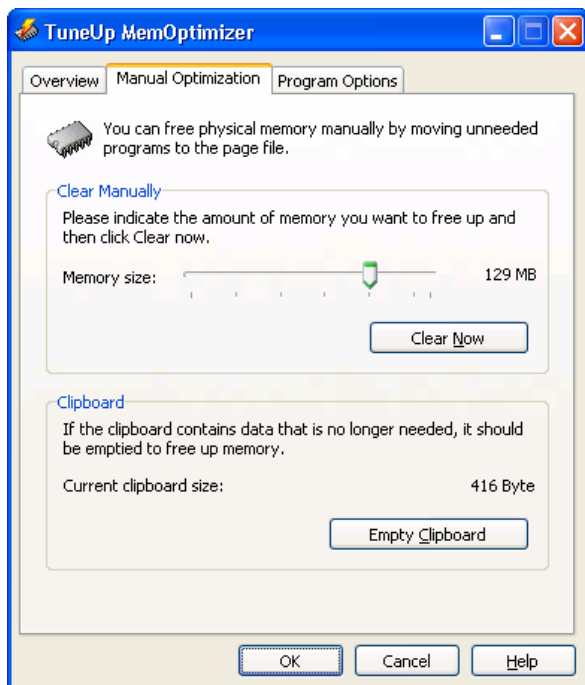 TuneUp MemOptimizer
Overview
Manual Optimization
Program Options
You can free physical memory manually by moving unneeded
programs to the page file.
Clear Manually
Please indicate the amount of memory you want to free up and
then click Clear now.
Memory size:
129 MB
Clear Now
Clipboard
If the clipboard contains data that is no longer needed, it should
be emptied to free up memory.
Current clipboard size:
416 Byte
Empty Clipboard
OK
Cancel
Help